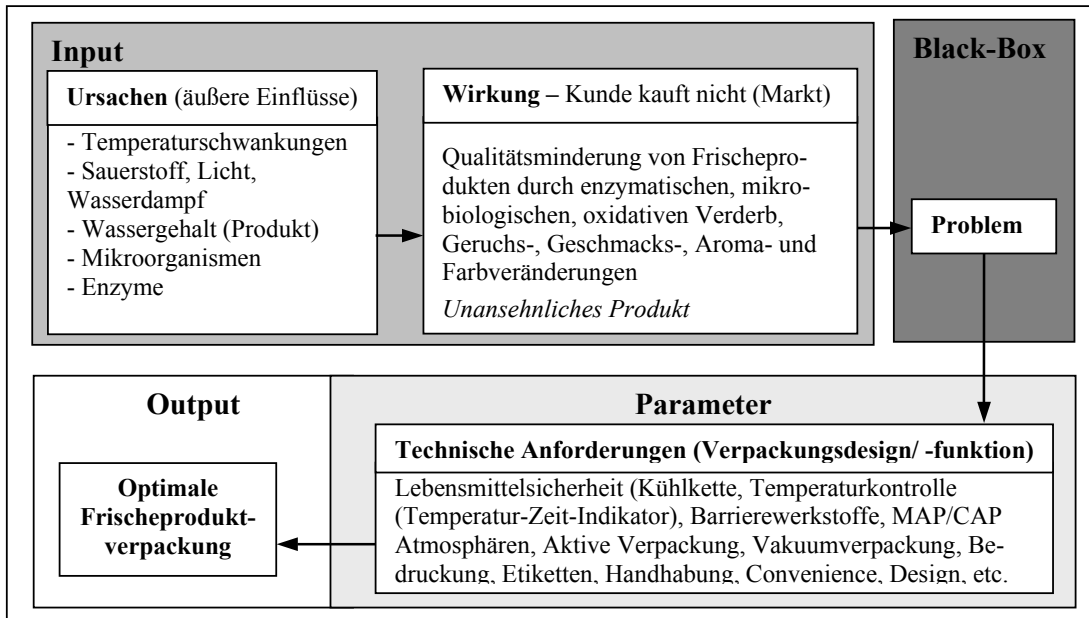 Input
Ursachen (äußere Einflüsse)
- Temperaturschwankungen
- Sauerstoff, Licht,
Wasserdampf
- Wassergehalt (Produkt)
- Mikroorganismen
- Enzyme
Wirkung – Kunde kauft nicht (Markt)
Qualitätsminderung von Frischepro-
dukten durch enzymatischen, mikro-
biologischen, oxidativen Verderb,
Geruchs-, Geschmacks-, Aroma- und
Farbveränderungen
Unansehnliches Produkt
Black-Box
Problem
Parameter
Technische Anforderungen (Verpackungsdesign/ -funktion)
Lebensmittelsicherheit (Kühlkette, Temperaturkontrolle
(Temperatur-Zeit-Indikator), Barrierewerkstoffe, MAP/CAP
Atmosphären, Aktive Verpackung, Vakuumverpackung, Be-
druckung, Etiketten, Handhabung, Convenience, Design, etc.
Output
Optimale
Frischeprodukt-
verpackung